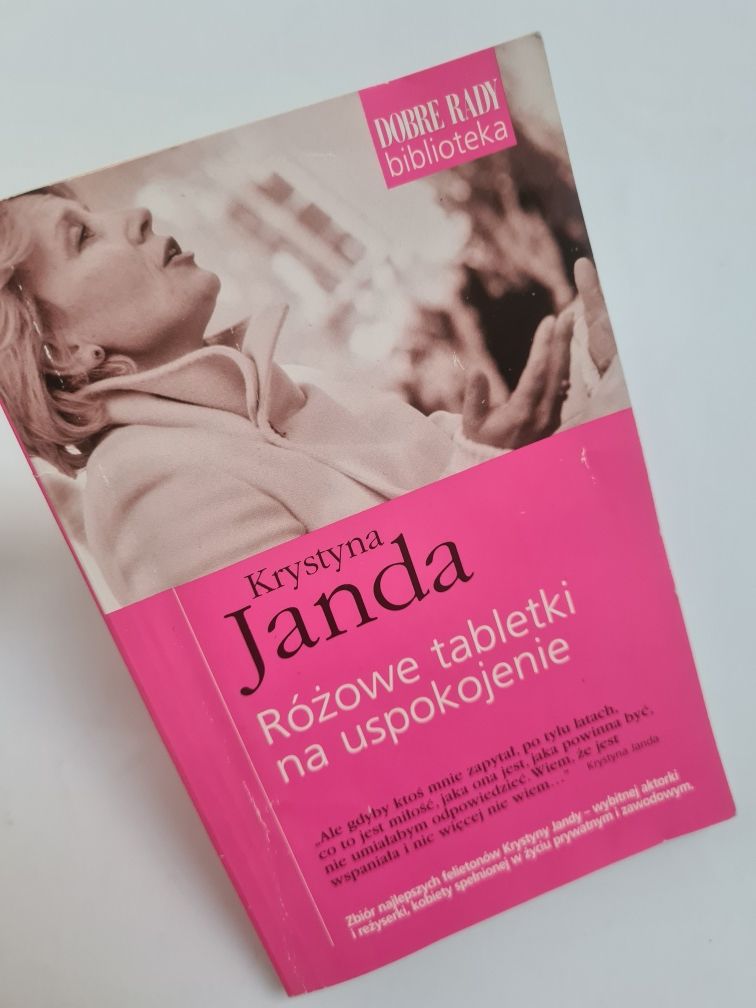 DOBRE RADY
biblioteka
Krystyna
Janda
Różowe tabletki
na uspokojenie
„Ale gdyby ktoś mnie zapytał, po tylu latach,
co to jest miłość, jaka ona jest, jaka powinna być,
nie umiałabym odpowiedzieć. Wiem, że jest
wspaniała i nic więcej nie wiem..."
Krystyna Janda
Zbiór najlepszych felietonów Krystyny Jandy – wybitnej aktorki
i reżyserki, kobiety spełnionej w życiu prywatnym i zawodowym.